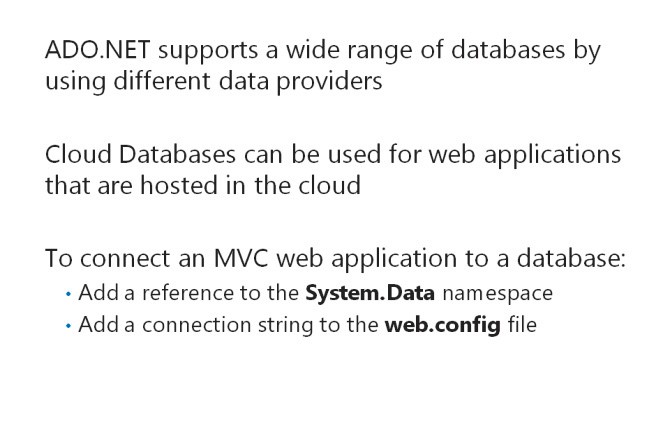 ADO.NET supports a wide range of databases by
using different data providers
Cloud Databases can be used for web applications
that are hosted in the cloud
To connect an MVC web application to a database:
• Add a reference to the System.Data namespace
• Add a connection string to the web.config file